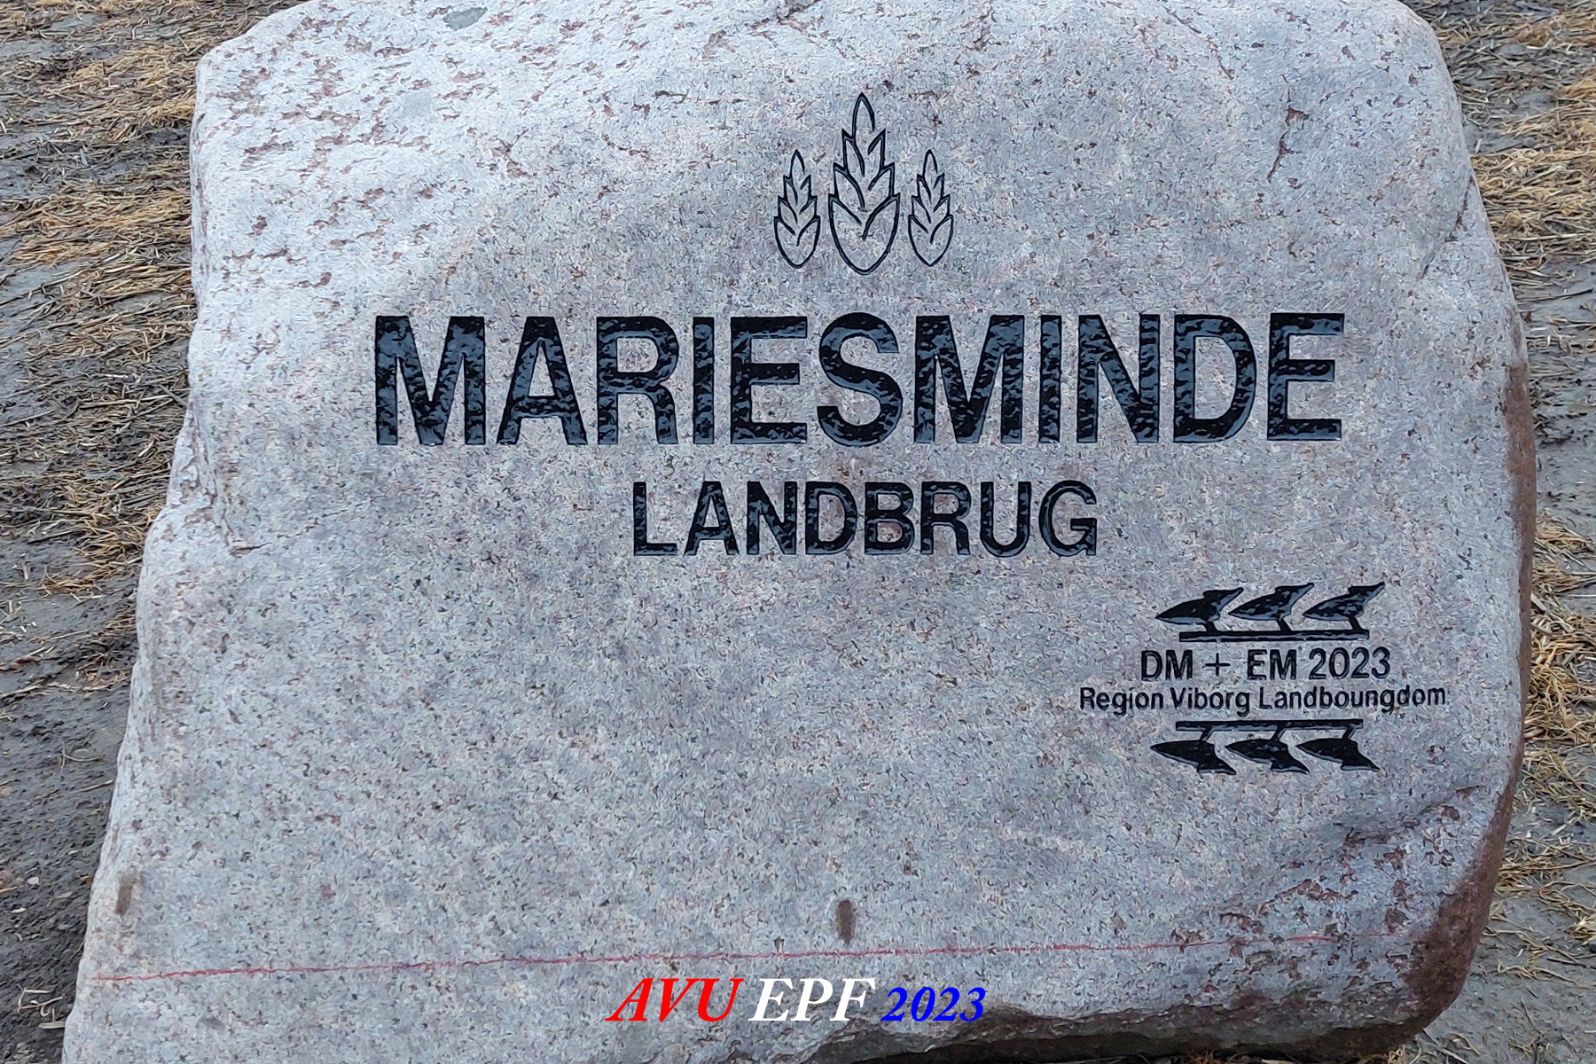 MARIESMINDE
LANDBRUG
DM + EM 2023
Region Viborg Landboungdom
AVU EPF 2023